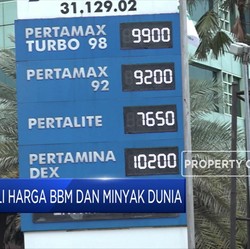 31.129.02
PERTAMAX
TURBO 98
9900
PERTAMAX
92
9200
PERTALITE
7650
PERTAMINA
DEX
10200
PROPERTY
LI HARGA BBM DAN MINYAK DUNIA